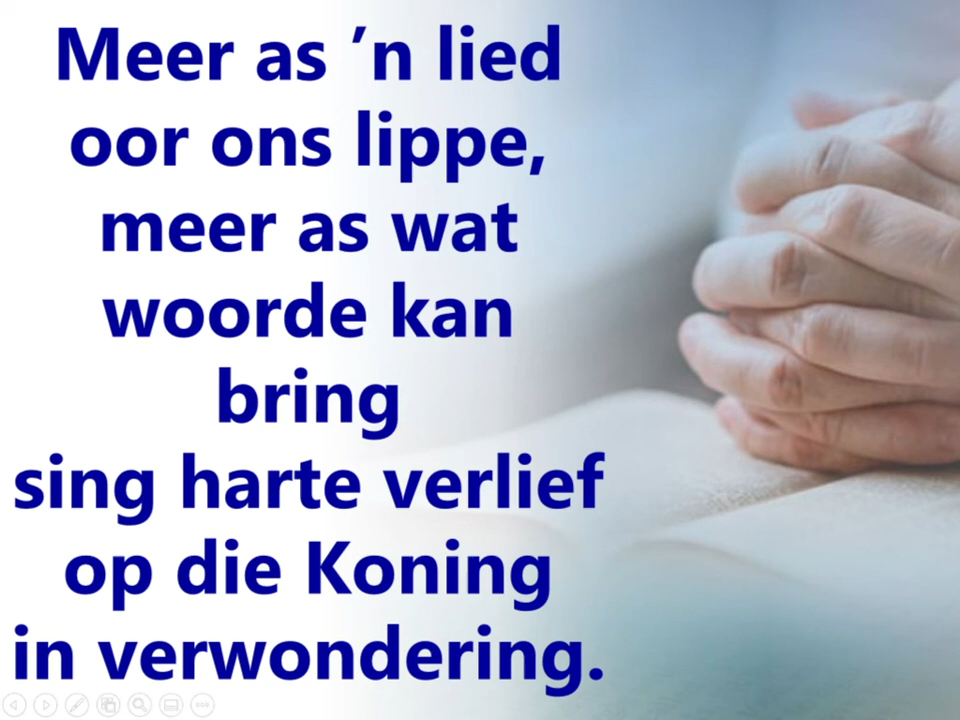 Meer as ’n lied
oor ons lippe,
meer as wat
woorde kan
bring
sing harte verlief
op die Koning
in verwondering.